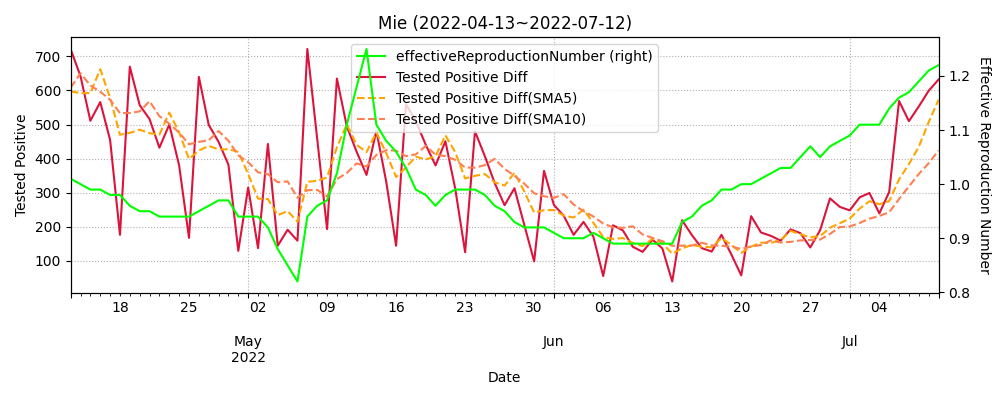 Mie (2022-04-13~2022-07-12)
effectiveReproductionNumber (right)
Tested Positive Diff
Tested Positive Diff(SMA5)
Tested Positive Diff(SMA10)
Tested Positive
700
600
500
400
300
200
100
1.2
1.1
1.0
0.9
0.8
Effective Reproduction Number
18 25 02 09 16 23 30 06 13 20 27 04
May Jun Jul
2022
Date